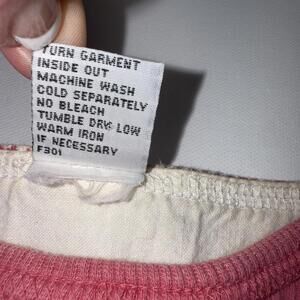 TURN GARMENT
INSIDE OUT
MACHINE WASH
COLD SEPARATELY
NO BLEACH
TUMBLE DRY LOW
WARM IRON
IF NECESSARY
F301